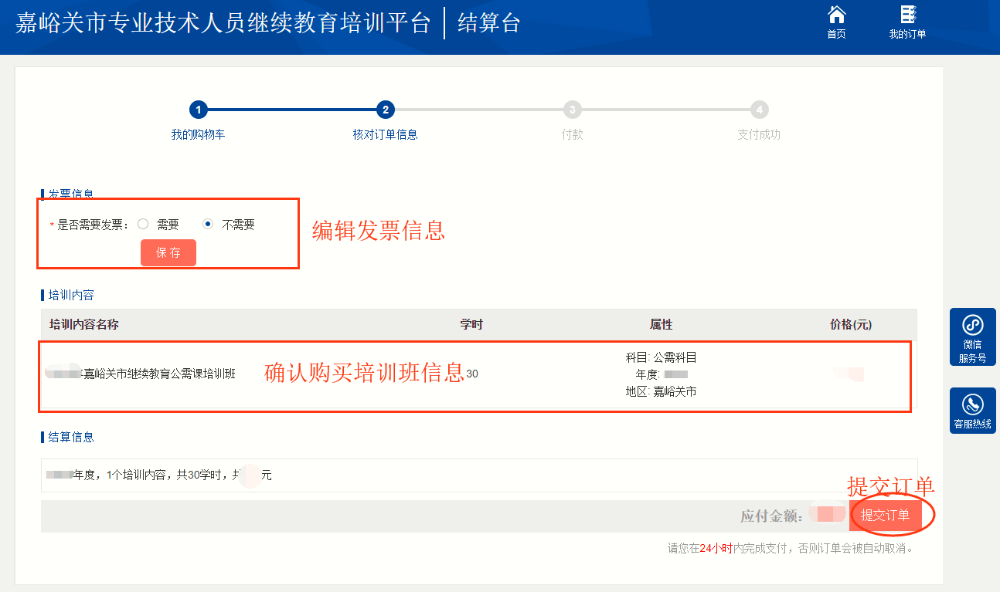 嘉峪关市专业技术人员继续教育培训平台
结算台
首页
我的订单
1
2
3
4
我的购物车
核对订单信息
付款
支付成功
发票信息
* 是否需要发票： 需要 不需要
保 存
编辑发票信息
培训内容
培训内容名称 学时 属性 价格(元)
嘉峪关市继续教育公需课培训班
确认购买培训班信息
30
科目: 公需科目
年度:
地区: 嘉峪关市
微信
服务号
客服热线
结算信息
年度，1个培训内容，共30学时，共 元
提交订单
应付金额：
提交订单
请您在24小时内完成支付，否则订单会被自动取消。